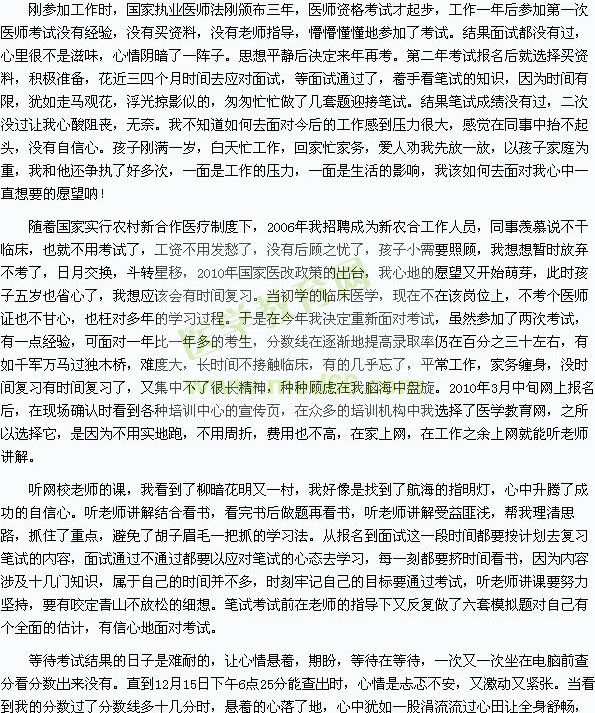 刚参加工作时，国家执业医师法刚颁布三年，医师资格考试才起步，工作一年后参加第一次
医师考试没有经验，没有买资料，没有老师指导，懵懵懂懂地参加了考试。结果面试都没有过，
心里很不是滋味，心情阴暗了一阵子。思想平静后决定来年再考。第二年考试报名后就选择买资
料，积极准备，花近三四个月时间去应对面试，等面试通过了，着手看笔试的知识，因为时间有
限，犹如走马观花，浮光掠影似的，匆匆忙忙做了几套题迎接笔试。结果笔试成绩没有过，二次
没过让我心酸阻丧，无奈。我不知道如何去面对今后的工作感到压力很大，感觉在同事中抬不起
头，没有自信心。孩子刚满一岁，白天忙工作，回家忙家务，爱人劝我先放一放，以孩子家庭为
重，我和他还争执了好多次，一面是工作的压力，一面是生活的影响，我该如何去面对我心中一
直想要的愿望呐！
随着国家实行农村新合作医疗制度下，2006年我招聘成为新农合工作人员，同事羡慕说不干
临床，也就不用考试了，工资不用发愁了，没有后顾之忧了，孩子小需要照顾，我想想暂时放弃
不考了，日月交换，斗转星移，2010年国家医改政策的出台，我心地的愿望又开始萌芽，此时孩
子五岁也省心了，我想应该会有时间复习。当初学的临床医学，现在不在该岗位上，不考个医师
证也不甘心，也枉对多年的学习过程，于是在今年我决定重新面对考试，虽然参加了两次考试，
有一点经验，可面对一年比一年多的考生，分数线在逐渐地提高录取率仍在百分之三十左右，有
如千军万马过独木桥，难度大，长时间不接触临床，有的几乎忘了，平常工作，家务缠身，没时
间复习有时间复习了，又集中不了很长精神，种种顾虑在我脑海中盘旋。2010年3月中旬网上报名
后，在现场确认时看到各种培训中心的宣传页，在众多的培训机构中我选择了医学教育网，之所
以选择它，是因为不用实地跑，不用周折，费用也不高，在家上网，在工作之余上网就能听老师
讲解。
听网校老师的课，我看到了柳暗花明又一村，我好像是找到了航海的指明灯，心中升腾了成
功的自信心。听老师讲解结合看书，看完书后做题再看书，听老师讲解受益匪浅，帮我理清思
路，抓住了重点，避免了胡子眉毛一把抓的学习法。从报名到面试这一段时间都要按计划去复习
笔试的内容，面试通过不通过都要以应对笔试的心态去学习，每一刻都要挤时间看书，因为内容
涉及十几门知识，属于自己的时间并不多，时刻牢记自己的目标要通过考试，听老师讲课要努力
坚持，要有咬定青山不放松的细想。笔试考试前在老师的指导下又反复做了六套模拟题对自己有
个全面的估计，有信心地面对考试。
等待考试结果的日子是难耐的，让心情悬着，期盼，等待在等待，一次又一次坐在电脑前查
分看分数出来没有。直到12月15日下午6点25分能查出时，心情是忐忑不安，又激动又紧张。当看
到我的分数过了分数线多十几分时，悬着的心落了地，心中犹如一股涓流流过心田让全身舒畅，
医学教育网
www.med66.com